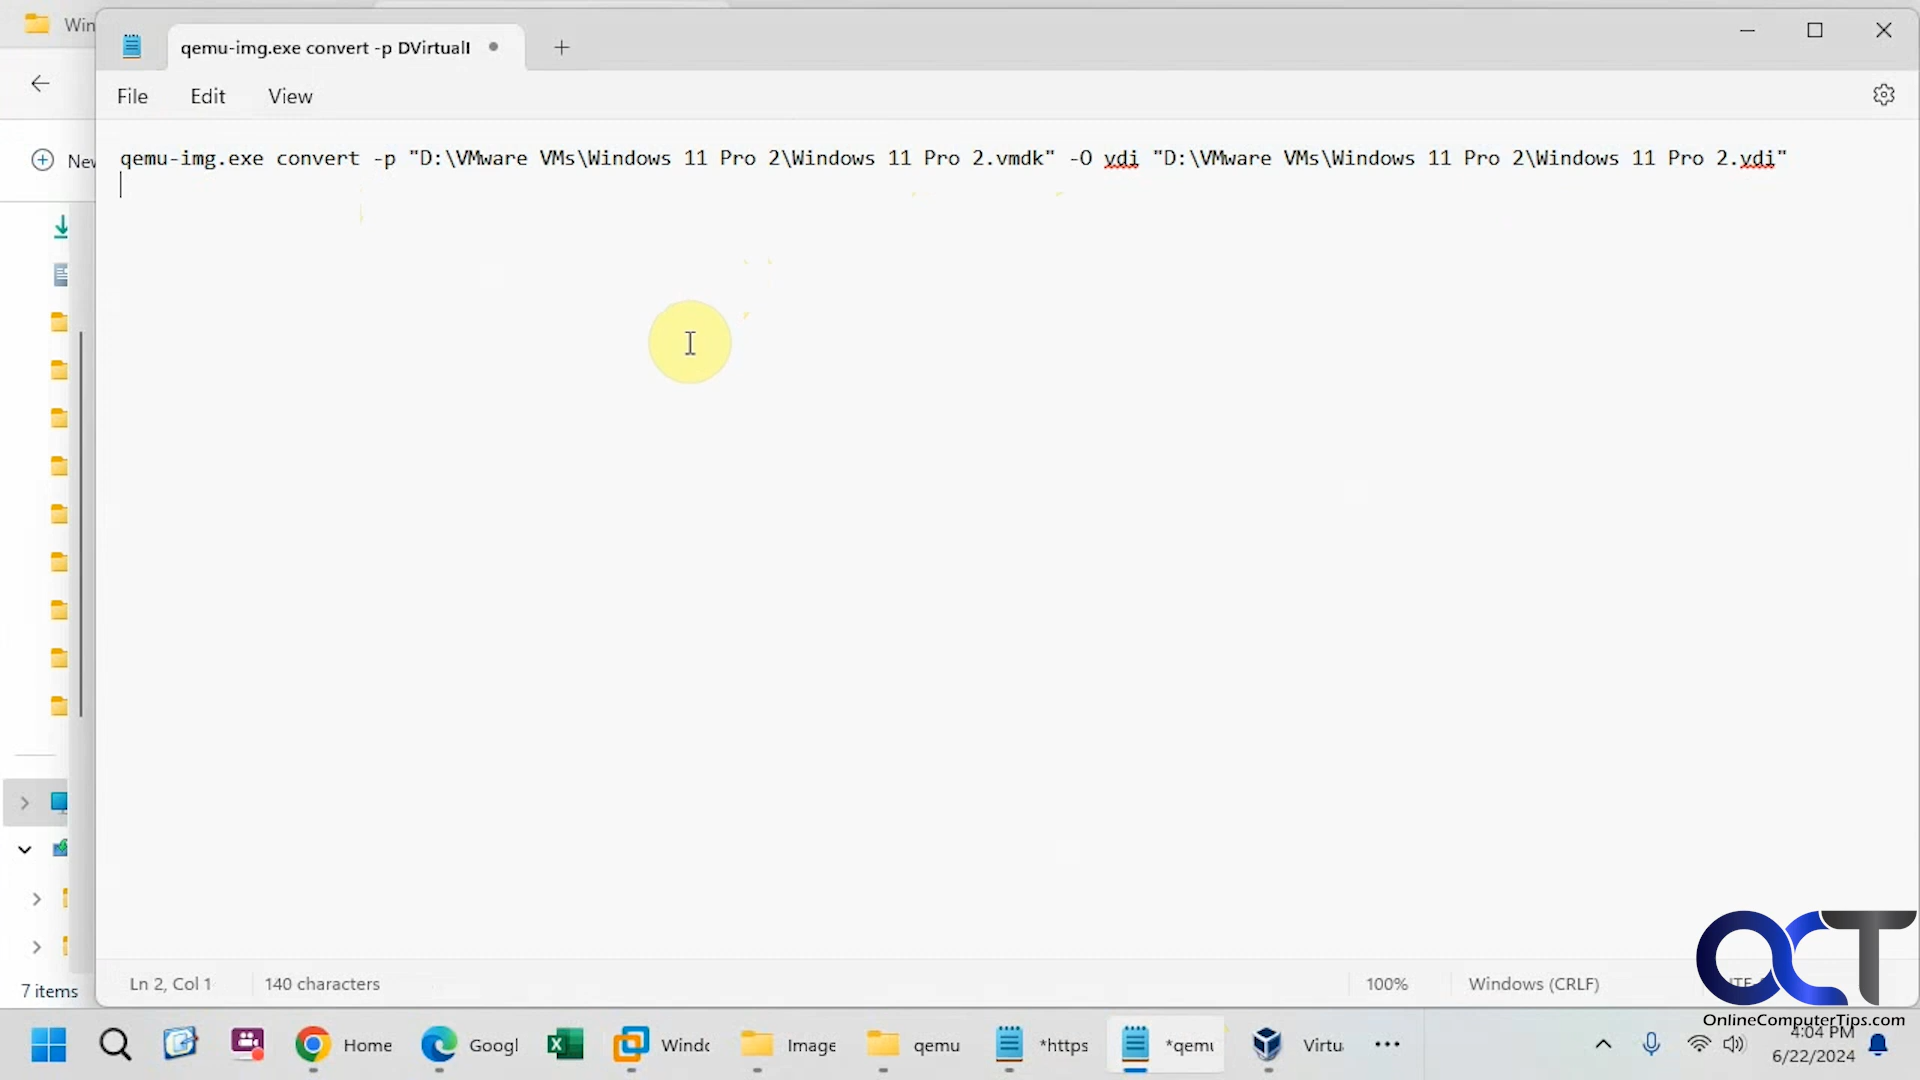 Win
qemu-img.exe convert -p DVirtualI
File Edit View
New
qemu-img.exe convert -p "D:\VMware VMs\Windows 11 Pro 2\Windows 11 Pro 2.vmdk" -O vdi "D:\VMware VMs\Windows 11 Pro 2\Windows 11 Pro 2.vdi"
7 items
Ln 2, Col 1 140 characters 100% Windows (CRLF)
OCT
OnlineComputerTips.com
Home Googl Windo Image qemu *https *qemu Virtu
4:04 PM
6/22/2024